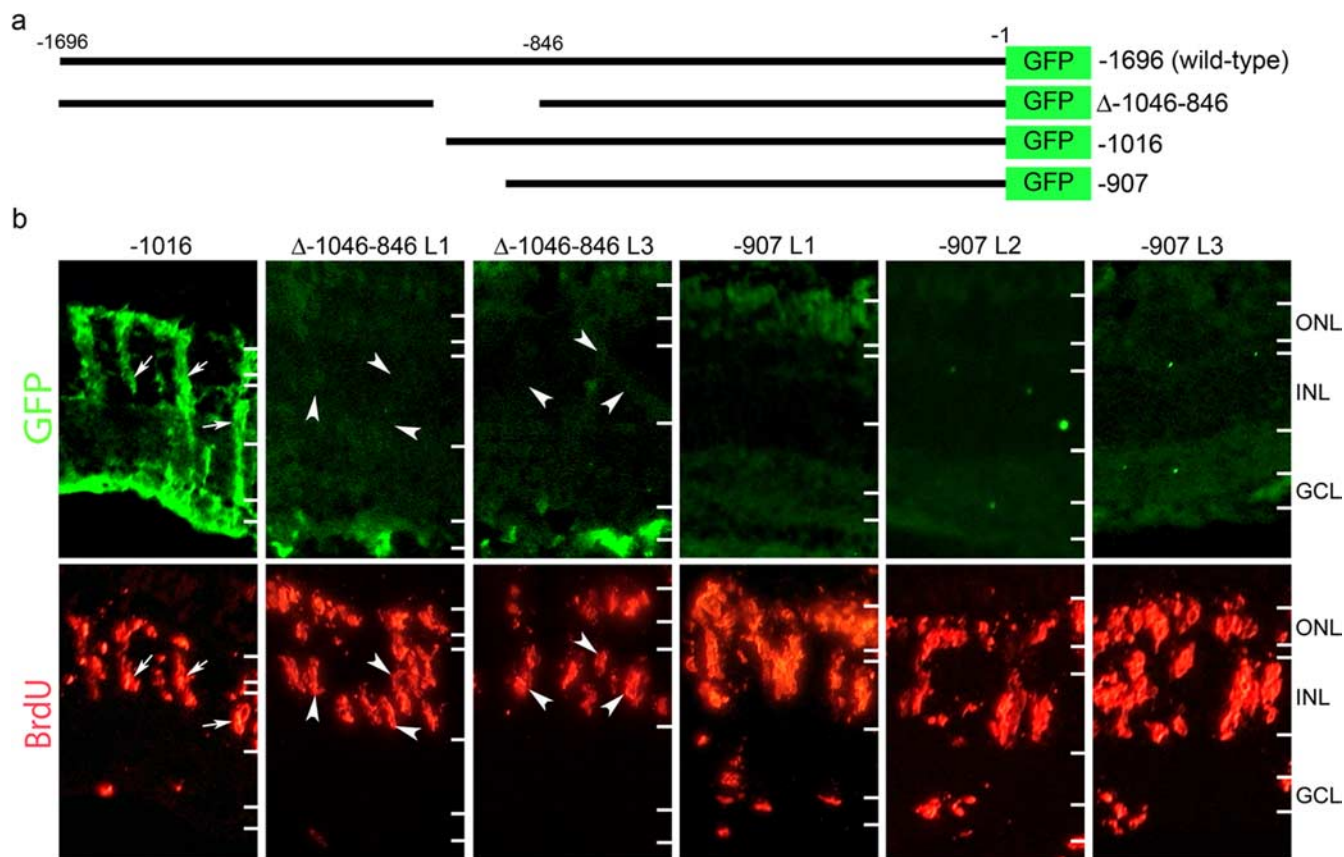 a
-1696 -846 -1
GFP -1696 (wild-type)
GFP Δ-1046-846
GFP -1016
GFP -907
b
-1016 Δ-1046-846 L1 Δ-1046-846 L3 -907 L1 -907 L2 -907 L3
GFP
ONL
INL
GCL
BrdU
ONL
INL
GCL